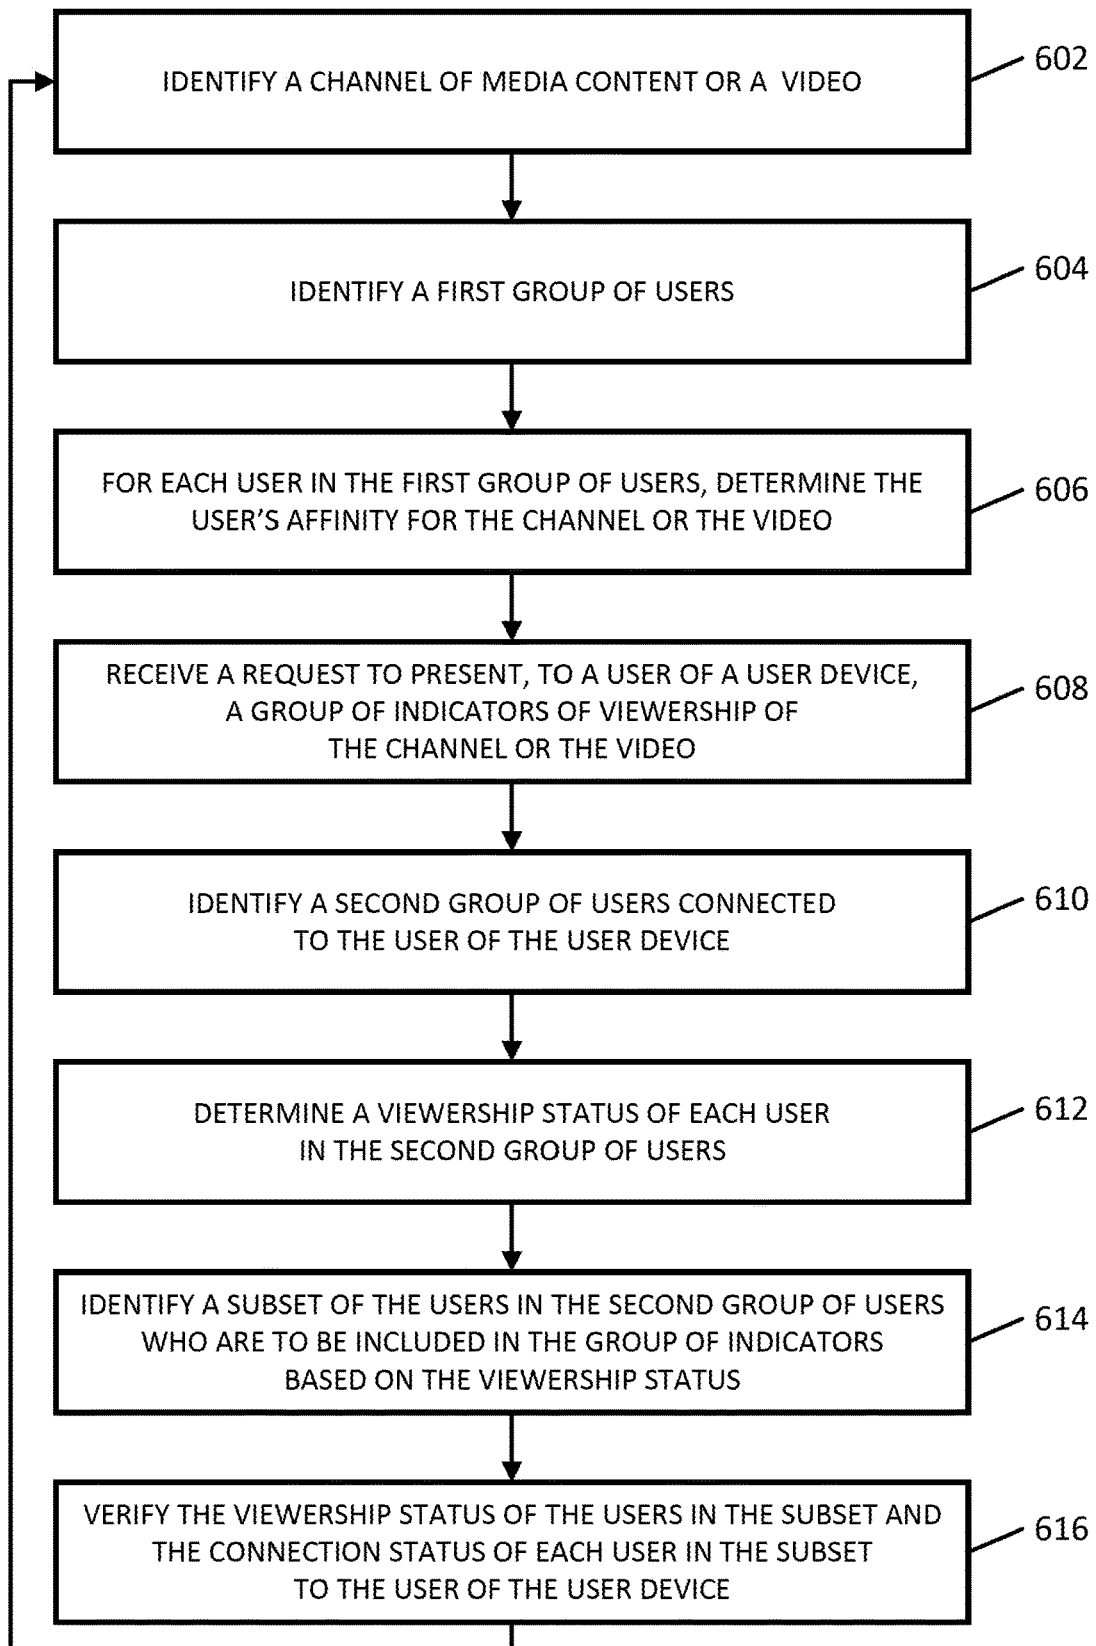 IDENTIFY A CHANNEL OF MEDIA CONTENT OR A VIDEO
602
IDENTIFY A FIRST GROUP OF USERS
604
FOR EACH USER IN THE FIRST GROUP OF USERS, DETERMINE THE
USER'S AFFINITY FOR THE CHANNEL OR THE VIDEO
606
RECEIVE A REQUEST TO PRESENT, TO A USER OF A USER DEVICE,
A GROUP OF INDICATORS OF VIEWERSHIP OF
THE CHANNEL OR THE VIDEO
608
IDENTIFY A SECOND GROUP OF USERS CONNECTED
TO THE USER OF THE USER DEVICE
610
DETERMINE A VIEWERSHIP STATUS OF EACH USER
IN THE SECOND GROUP OF USERS
612
IDENTIFY A SUBSET OF THE USERS IN THE SECOND GROUP OF USERS
WHO ARE TO BE INCLUDED IN THE GROUP OF INDICATORS
BASED ON THE VIEWERSHIP STATUS
614
VERIFY THE VIEWERSHIP STATUS OF THE USERS IN THE SUBSET AND
THE CONNECTION STATUS OF EACH USER IN THE SUBSET
TO THE USER OF THE USER DEVICE
616